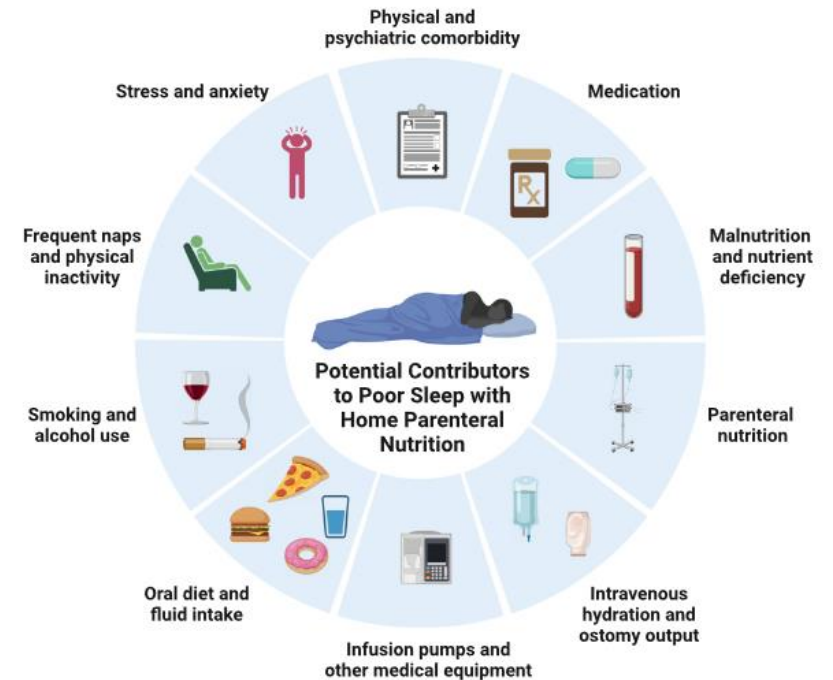 Physical and
psychiatric comorbidity
Stress and anxiety
Medication
Rx
Frequent naps
and physical
inactivity
Malnutrition
and nutrient
deficiency
Potential Contributors
to Poor Sleep with
Home Parenteral
Nutrition
Smoking and
alcohol use
Parenteral
nutrition
Oral diet and
fluid intake
Intravenous
hydration and
ostomy output
Infusion pumps and
other medical equipment